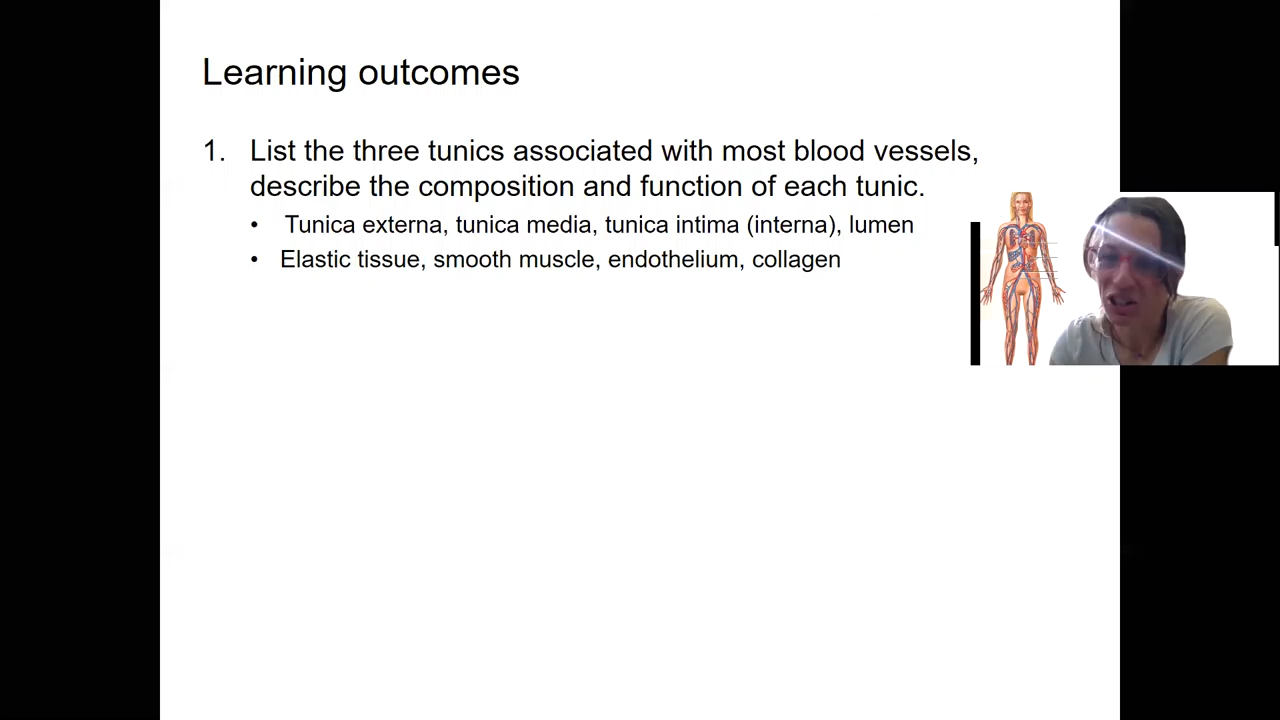 Learning outcomes
1. List the three tunics associated with most blood vessels,
describe the composition and function of each tunic.
• Tunica externa, tunica media, tunica intima (interna), lumen
• Elastic tissue, smooth muscle, endothelium, collagen